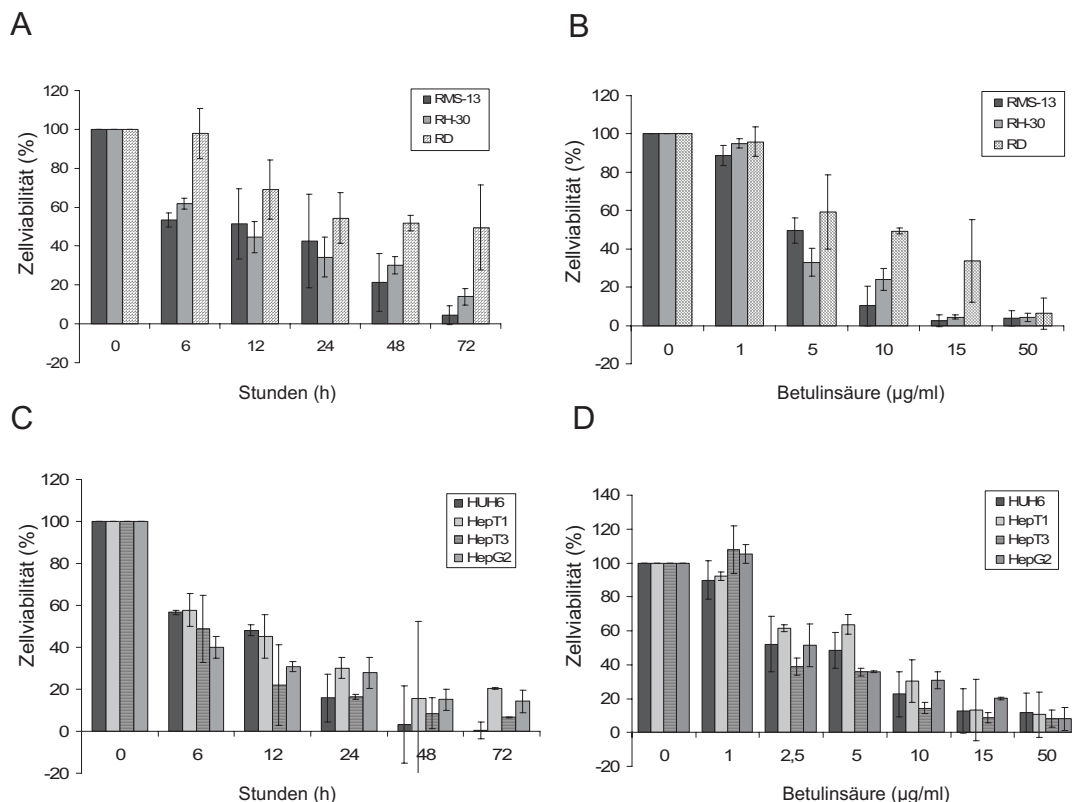 A
Zellviabilität (%)
120
100
80
60
40
20
0
-20
RMS-13
RH-30
RD
0 6 12 24 48 72
Stunden (h)
B
Zellviabilität (%)
120
100
80
60
40
20
0
-20
RMS-13
RH-30
RD
0 1 5 10 15 50
Betulinsäure (µg/ml)
C
Zellviabilität (%)
120
100
80
60
40
20
0
-20
HUH6
HepT1
HepT3
HepG2
0 6 12 24 48 72
Stunden (h)
D
Zellviabilität (%)
140
120
100
80
60
40
20
0
-20
HUH6
HepT1
HepT3
HepG2
0 1 2,5 5 10 15 50
Betulinsäure (µg/ml)